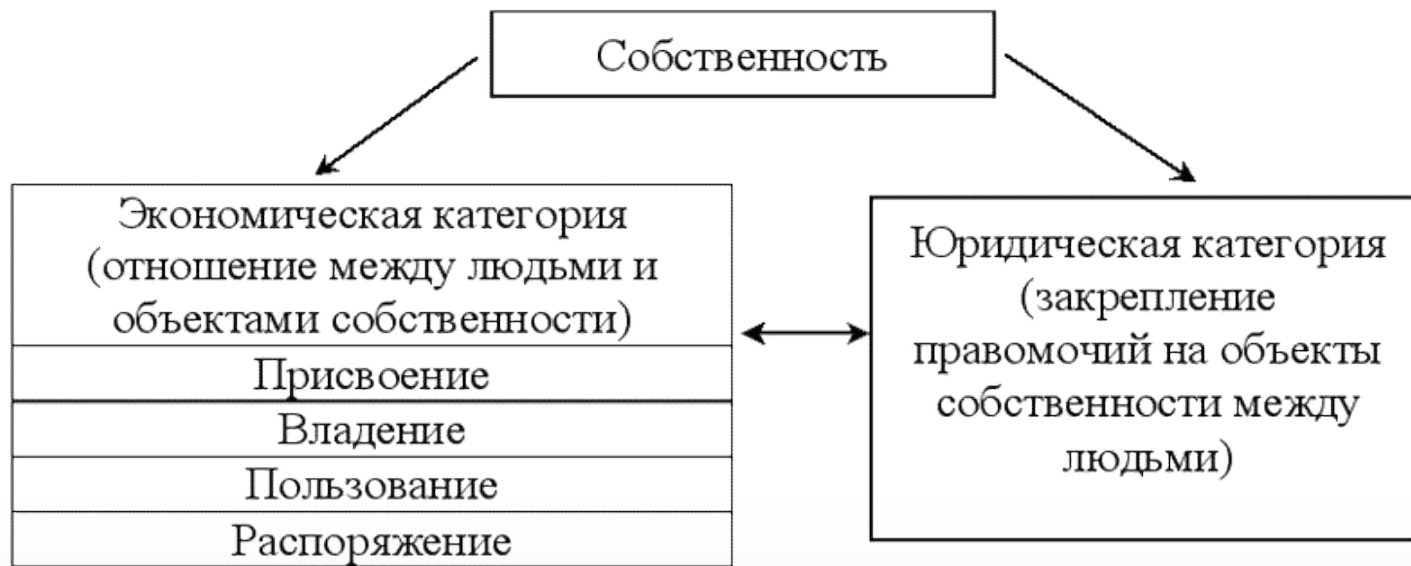 Собственность
Экономическая категория
(отношение между людьми и
объектами собственности)
Присвоение
Владение
Пользование
Распоряжение
Юридическая категория
(закрепление
правомочий на объекты
собственности между
людьми)